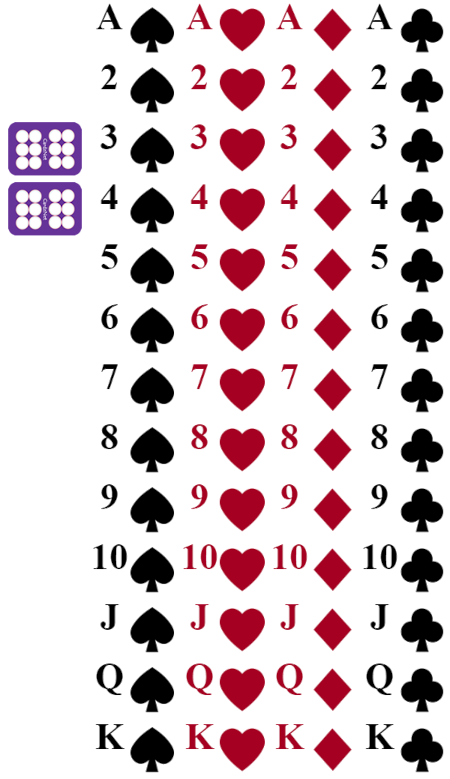 A A A A
2 2 2 2
3 3 3 3
4 4 4 4
5 5 5 5
6 6 6 6
7 7 7 7
8 8 8 8
9 9 9 9
10 10 10 10
J J J J
Q Q Q Q
K K K K